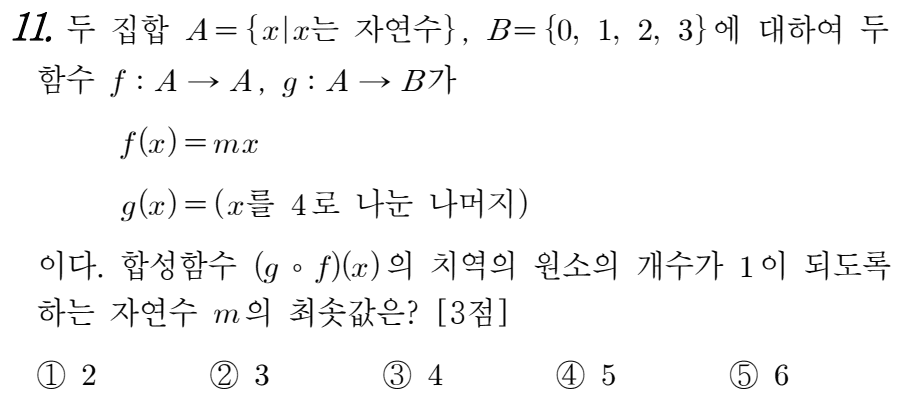 11. 두 집합 A={x|x는 자연수}, B={0, 1, 2, 3}에 대하여 두
함수 f : A → A, g : A → B가
f(x)=mx
g(x)=(x를 4로 나눈 나머지)
이다. 합성함수 (g∘f)(x)의 치역의 원소의 개수가 1이 되도록
하는 자연수 m의 최솟값은? [3점]
① 2 ② 3 ③ 4 ④ 5 ⑤ 6